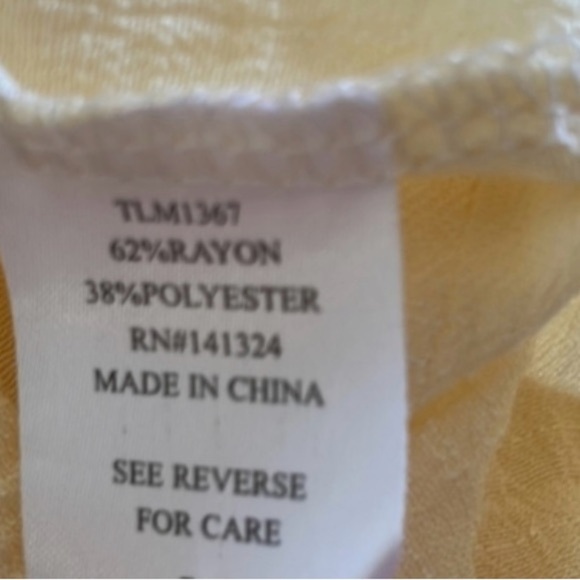 TLM1367
62%RAYON
38%POLYESTER
RN#141324
MADE IN CHINA
SEE REVERSE
FOR CARE